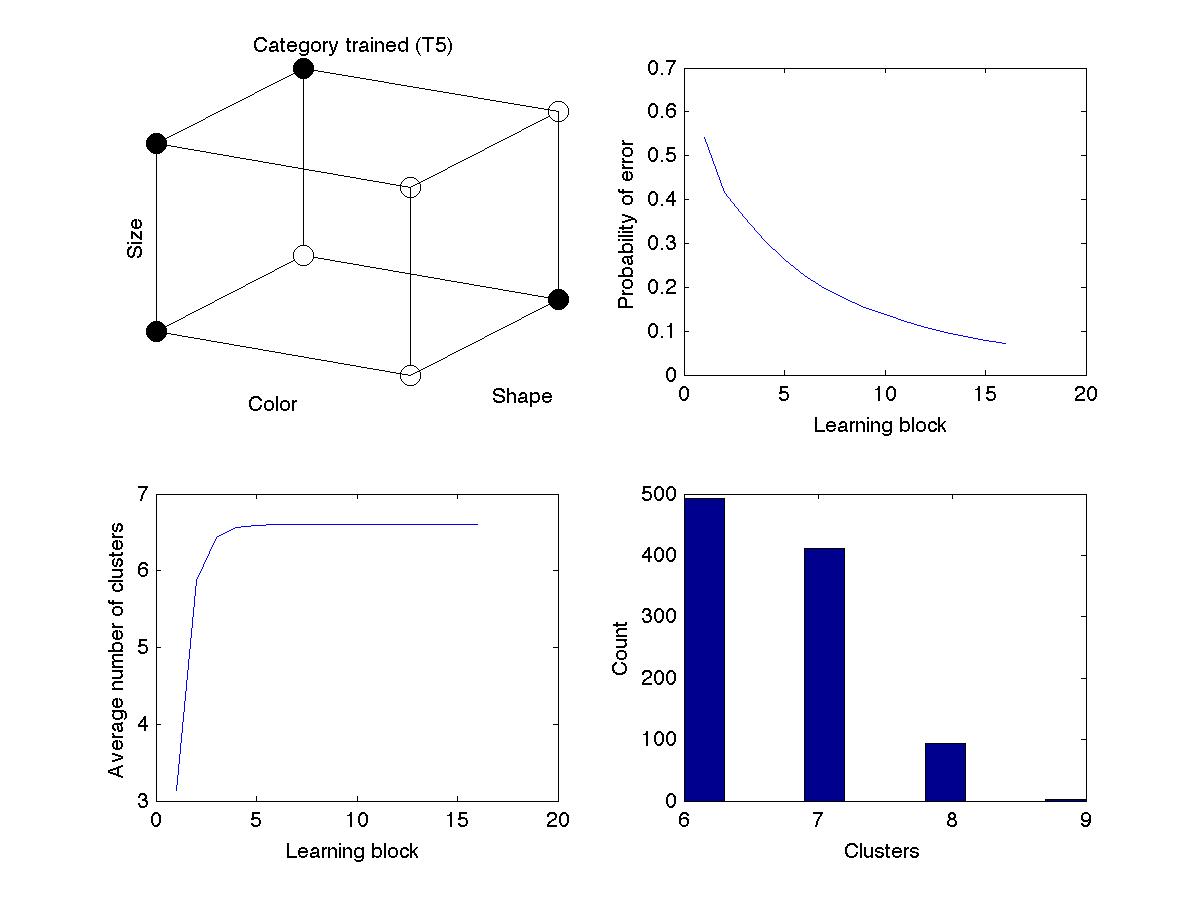 Category trained (T5)
Size
Color
Shape
0.7
0.6
0.5
0.4
0.3
0.2
0.1
0
Probability of error
0 5 10 15 20
Learning block
7
6
5
4
3
Average number of clusters
0 5 10 15 20
Learning block
500
400
300
200
100
0
Count
6 7 8 9
Clusters